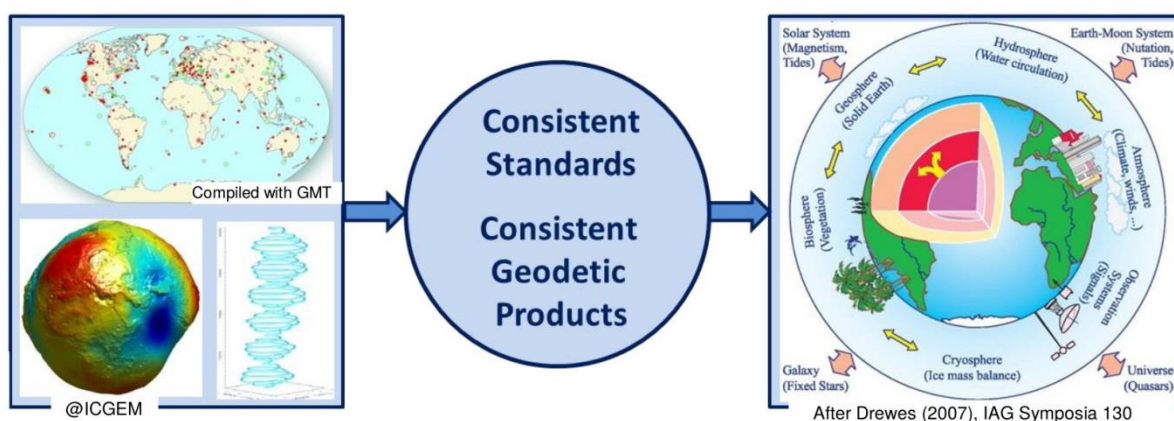 Compiled with GMT
@ICGEM
Consistent
Standards
Consistent
Geodetic
Products
Solar System
(Magnetism,
Tides)
Earth-Moon System
(Nutation,
Tides)
Hydrosphere
(Water circulation)
Geosphere
(Solid Earth)
Atmosphere
(Climate, winds, ...)
Biosphere
(Vegetation)
Observation
Systems
(Signals)
Cryosphere
(Ice mass balance)
Galaxy
(Fixed Stars)
Universe
(Quasars)
After Drewes (2007), IAG Symposia 130